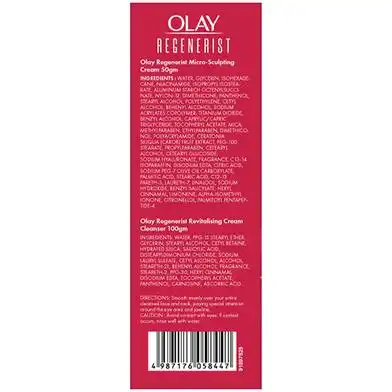 OLAY
REGENERIST
Olay Regenerist Micro-Sculpting
Cream 50gm
INGREDIENTS: WATER, GLYCERIN, ISOHEXADE-
CANE, NIACINAMIDE, ISOPROPYL ISOSTEA-
RATE, ALUMINUM STARCH OCTENYLSUCCI-
NATE, NYLON-12, DIMETHICONE, PANTHENOL,
STEARYL ALCOHOL, POLYETHYLENE, CETYL
ALCOHOL, BEHENYL ALCOHOL, SODIUM
ACRYLATES COPOLYMER, TITANIUM DIOXIDE,
BENZYL ALCOHOL, CAPRYLIC/CAPRIC
TRIGLYCERIDE, TOCOPHERYL ACETATE, MICA,
METHYLPARABEN, ETHYLPARABEN, DIMETHICO-
NOL, POLYACRYLAMIDE, CERATONIA
SILIQUA (CAROB) FRUIT EXTRACT, PEG-100
STEARATE, PROPYLPARABEN, CETEARYL
ALCOHOL, CETEARYL GLUCOSIDE,
SODIUM HYALURONATE, FRAGRANCE, C13-14
ISOPARAFFIN, DISODIUM EDTA, CITRIC ACID,
SODIUM PEG-7 OLIVE OIL CARBOXYLATE,
PALMITIC ACID, STEARIC ACID, C12-13
PARETH-3, LAURETH-7, LINALOOL, SODIUM
HYDROXIDE, BENZYL SALICYLATE, HEXYL
CINNAMAL, LIMONENE, ALPHA-ISOMETHYL
IONONE, CITRONELLOL, PALMITOYL PENTAPEP-
TIDE-4.
Olay Regenerist Revitalising Cream
Cleanser 100gm
INGREDIENTS: WATER, PPG-15 STEARYL ETHER,
GLYCERIN, STEARYL ALCOHOL, CETYL BETAINE,
HYDRATED SILICA, SALICYLIC ACID,
DISTEARYLDIMONIUM CHLORIDE, SODIUM
LAURYL SULFATE, CETYL ALCOHOL, ALCOHOL,
STEARETH-21, BEHENYL ALCOHOL, FRAGRANCE,
STEARETH-2, PPG-30, HEXYL CINNAMAL,
DISODIUM EDTA, TOCOPHERYL ACETATE,
PANTHENOL, CARNOSINE, ASCORBIC ACID.
DIRECTIONS: Smooth evenly over your entire
cleansed face and neck, paying special attention
around the eye area and jawline.
CAUTION: Avoid contact with eyes. If contact
occurs, rinse well with water.
91897525
4 987176 058447